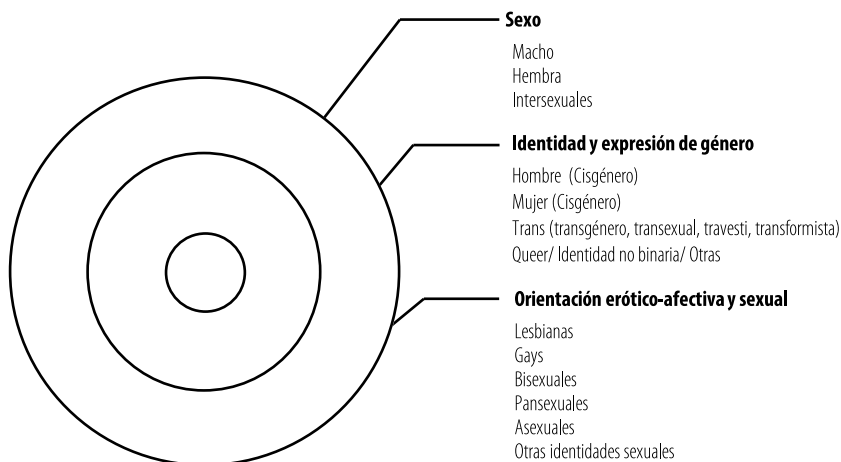 Sexo
Macho
Hembra
Intersexuales
Identidad y expresión de género
Hombre (Cisgénero)
Mujer (Cisgénero)
Trans (transgénero, transexual, travesti, transformista)
Queer/ Identidad no binaria/ Otras
Orientación erótico-afectiva y sexual
Lesbianas
Gays
Bisexuales
Pansexuales
Asexuales
Otras identidades sexuales